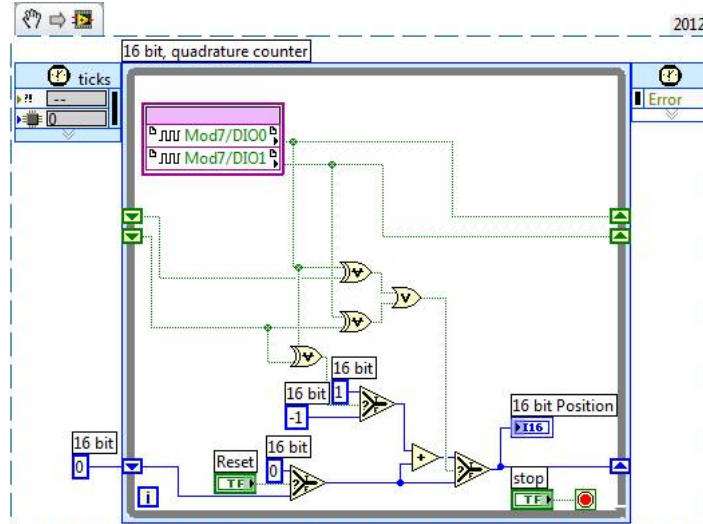 2012
16 bit, quadrature counter
ticks
?! --
0
Error
Mod7/DIO0
Mod7/DIO1
16 bit
1
16 bit
-1
? T F
16 bit Position
I16
16 bit
0
Reset
TF
16 bit
0
? T F
+
? T F
stop
TF
i